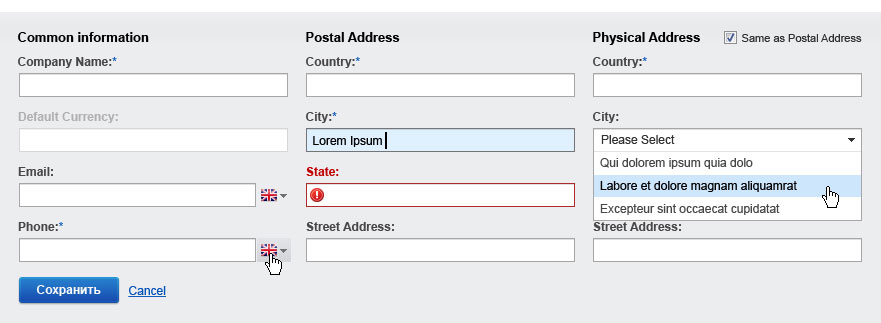 Common information
Company Name:*
Default Currency:
Email:
Phone:*
Сохранить Cancel
Postal Address
Country:*
City:*
Lorem Ipsum
State:
Street Address:
Physical Address Same as Postal Address
Country:*
City:
Please Select
Qui dolorem ipsum quia dolo
Labore et dolore magnam aliquamrat
Excepteur sint occaecat cupidatat
Street Address: